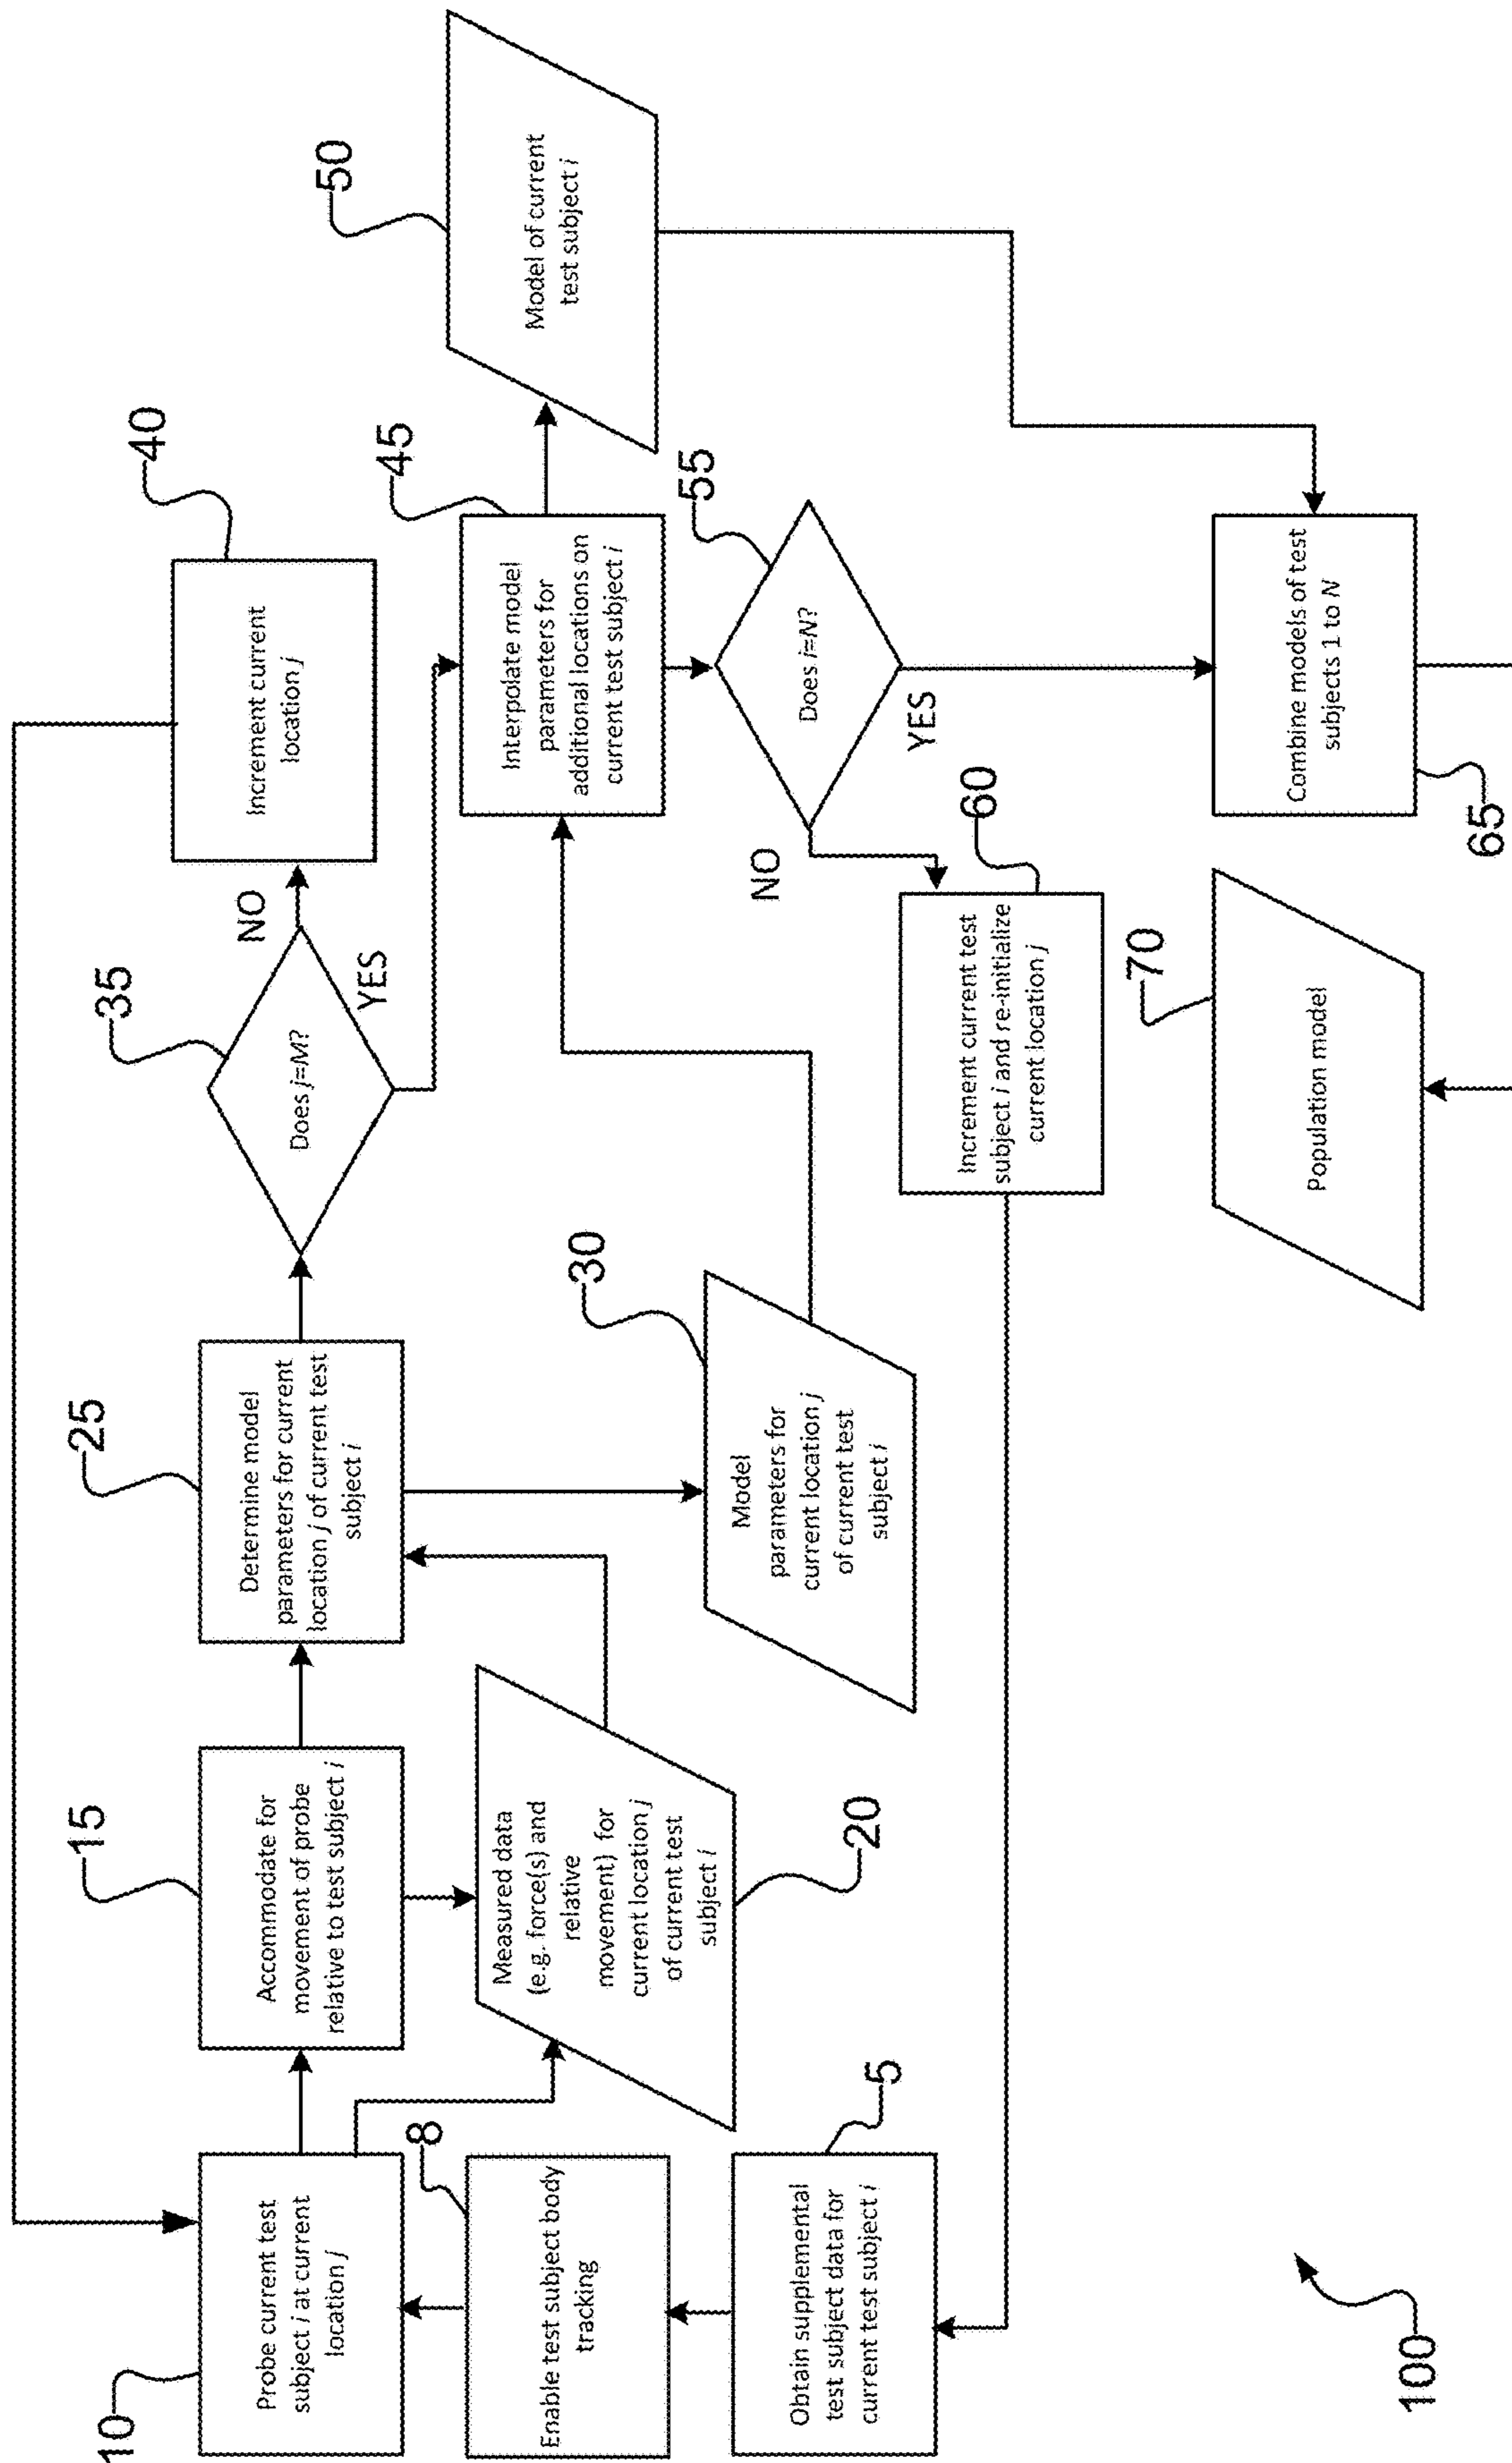 10
Probe current test
subject i at current
location j
15
Accommodate for
movement of probe
relative to test subject i
25
Determine model
parameters for current
location j of current test
subject i
35
Does j=M?
NO
YES
40
Increment current
location j
8
Enable test subject body
tracking
Measured data
(e.g. force(s) and
relative
movement) for
current location j
of current test
subject i
20
30
Model
parameters for
current location j
of current test
subject i
45
Interpolate model
parameters for
additional locations on
current test subject i
50
Model of current
test subject i
5
Obtain supplemental
test subject data for
current test subject i
55
Does i=N?
NO
YES
60
Increment current test
subject i and re-initialize
current location j
70
Population model
Combine models of test
subjects 1 to N
65
100